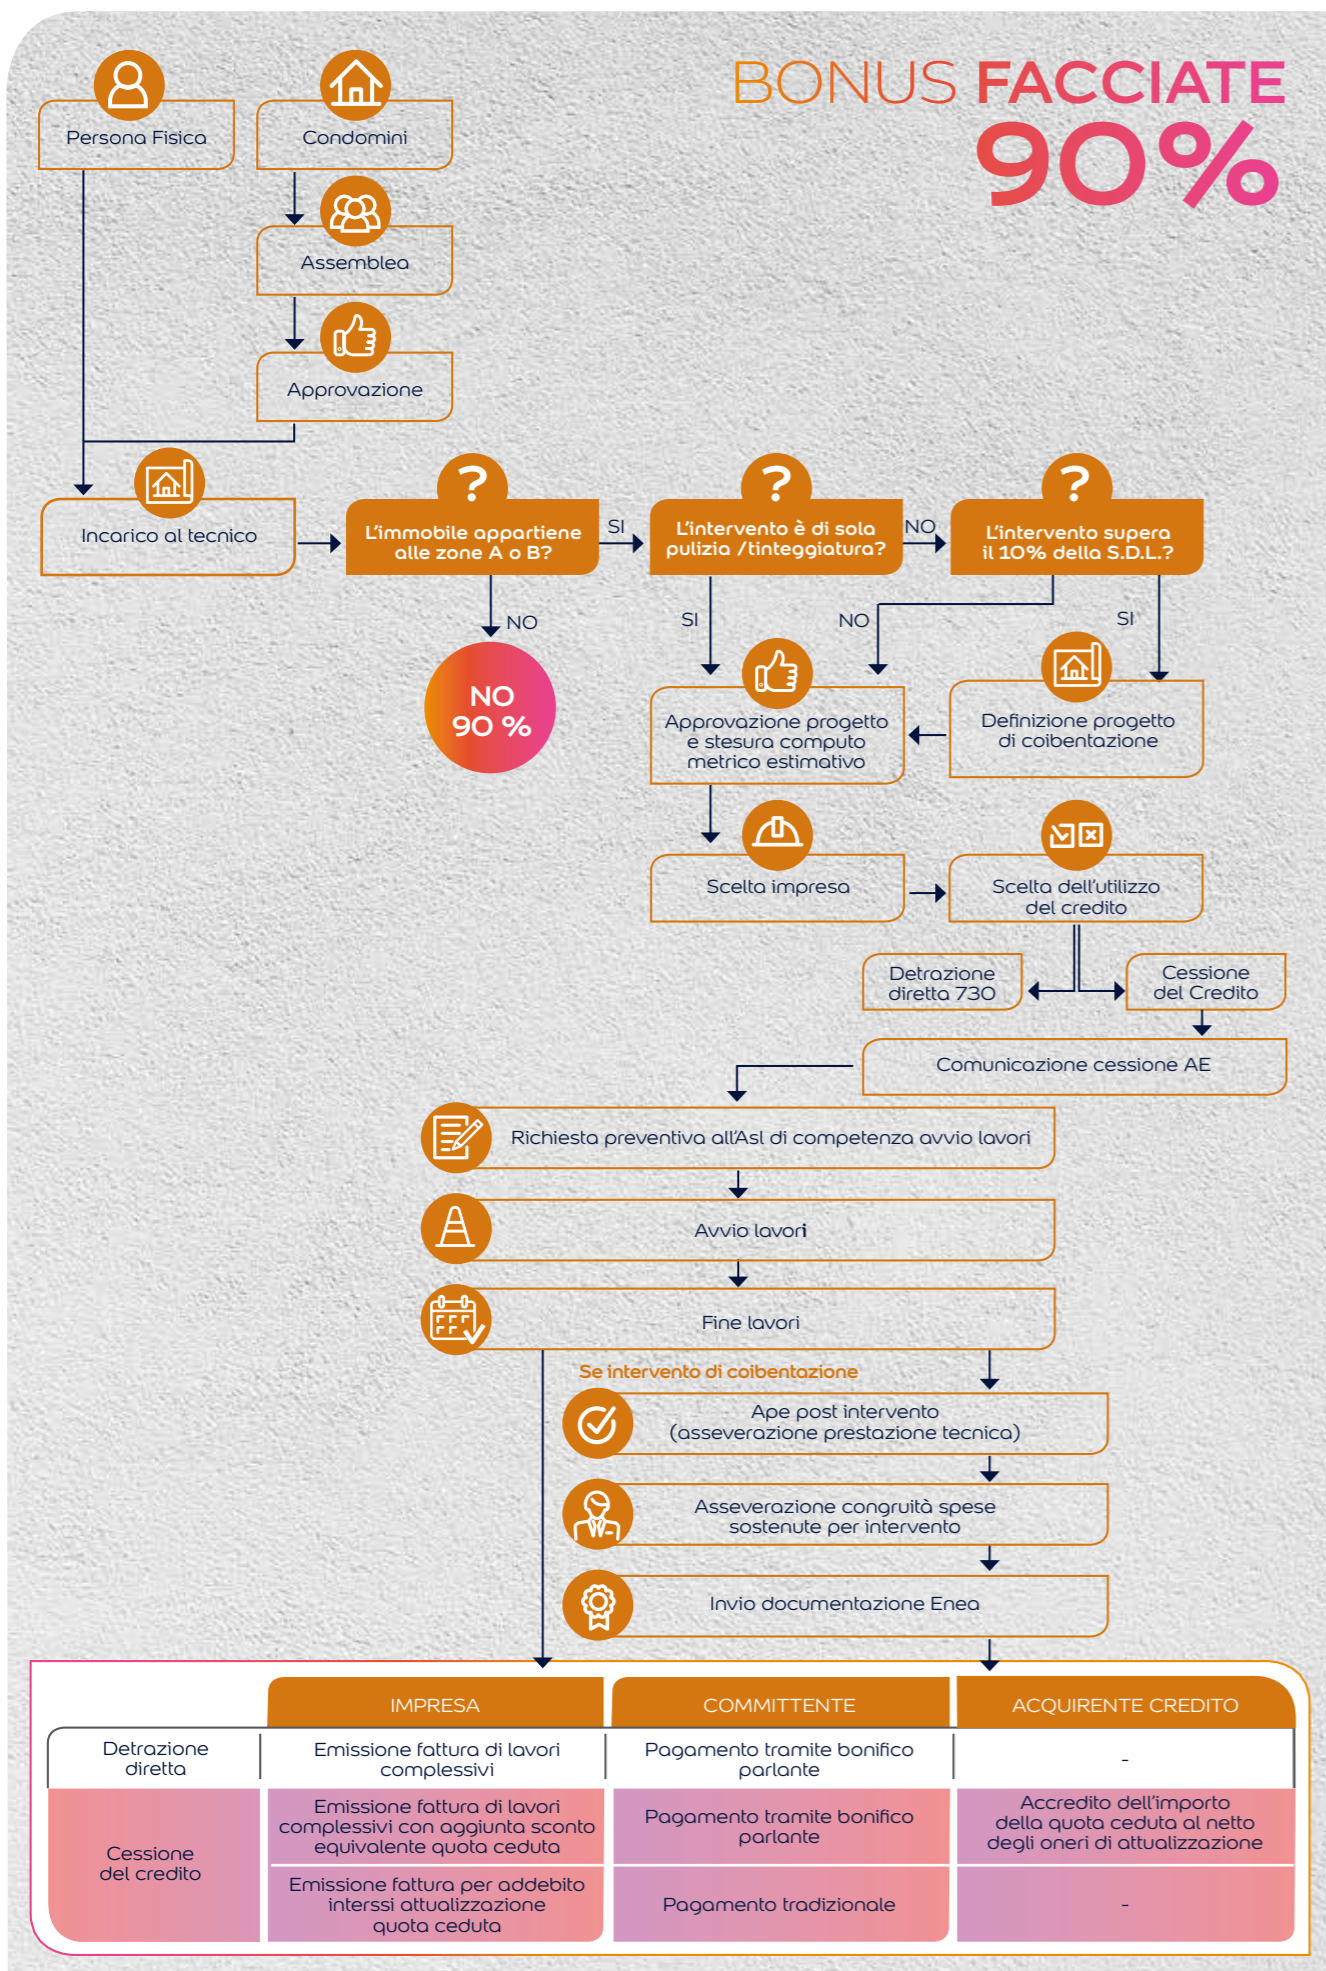 BONUS FACCIATE
90%
Persona Fisica
Condomini
Assemblea
Approvazione
Incarico al tecnico
?
L'immobile appartiene
alle zone A o B?
SI
?
L'intervento è di sola
pulizia /tinteggiatura?
NO
?
L'intervento supera
il 10% della S.D.L.?
NO
SI
NO
SI
NO
90 %
Approvazione progetto
e stesura computo
metrico estimativo
Definizione progetto
di coibentazione
Scelta impresa
Scelta dell'utilizzo
del credito
Detrazione
diretta 730
Cessione
del Credito
Comunicazione cessione AE
Richiesta preventiva all'Asl di competenza avvio lavori
Avvio lavori
Fine lavori
Se intervento di coibentazione
Ape post intervento
(asseverazione prestazione tecnica)
Asseverazione congruità spese
sostenute per intervento
Invio documentazione Enea
IMPRESA
COMMITTENTE
ACQUIRENTE CREDITO
Detrazione
diretta
Emissione fattura di lavori
complessivi
Pagamento tramite bonifico
parlante
-
Cessione
del credito
Emissione fattura di lavori
complessivi con aggiunta sconto
equivalente quota ceduta
Pagamento tramite bonifico
parlante
Accredito dell'importo
della quota ceduta al netto
degli oneri di attualizzazione
Emissione fattura per addebito
interssi attualizzazione
quota ceduta
Pagamento tradizionale
-